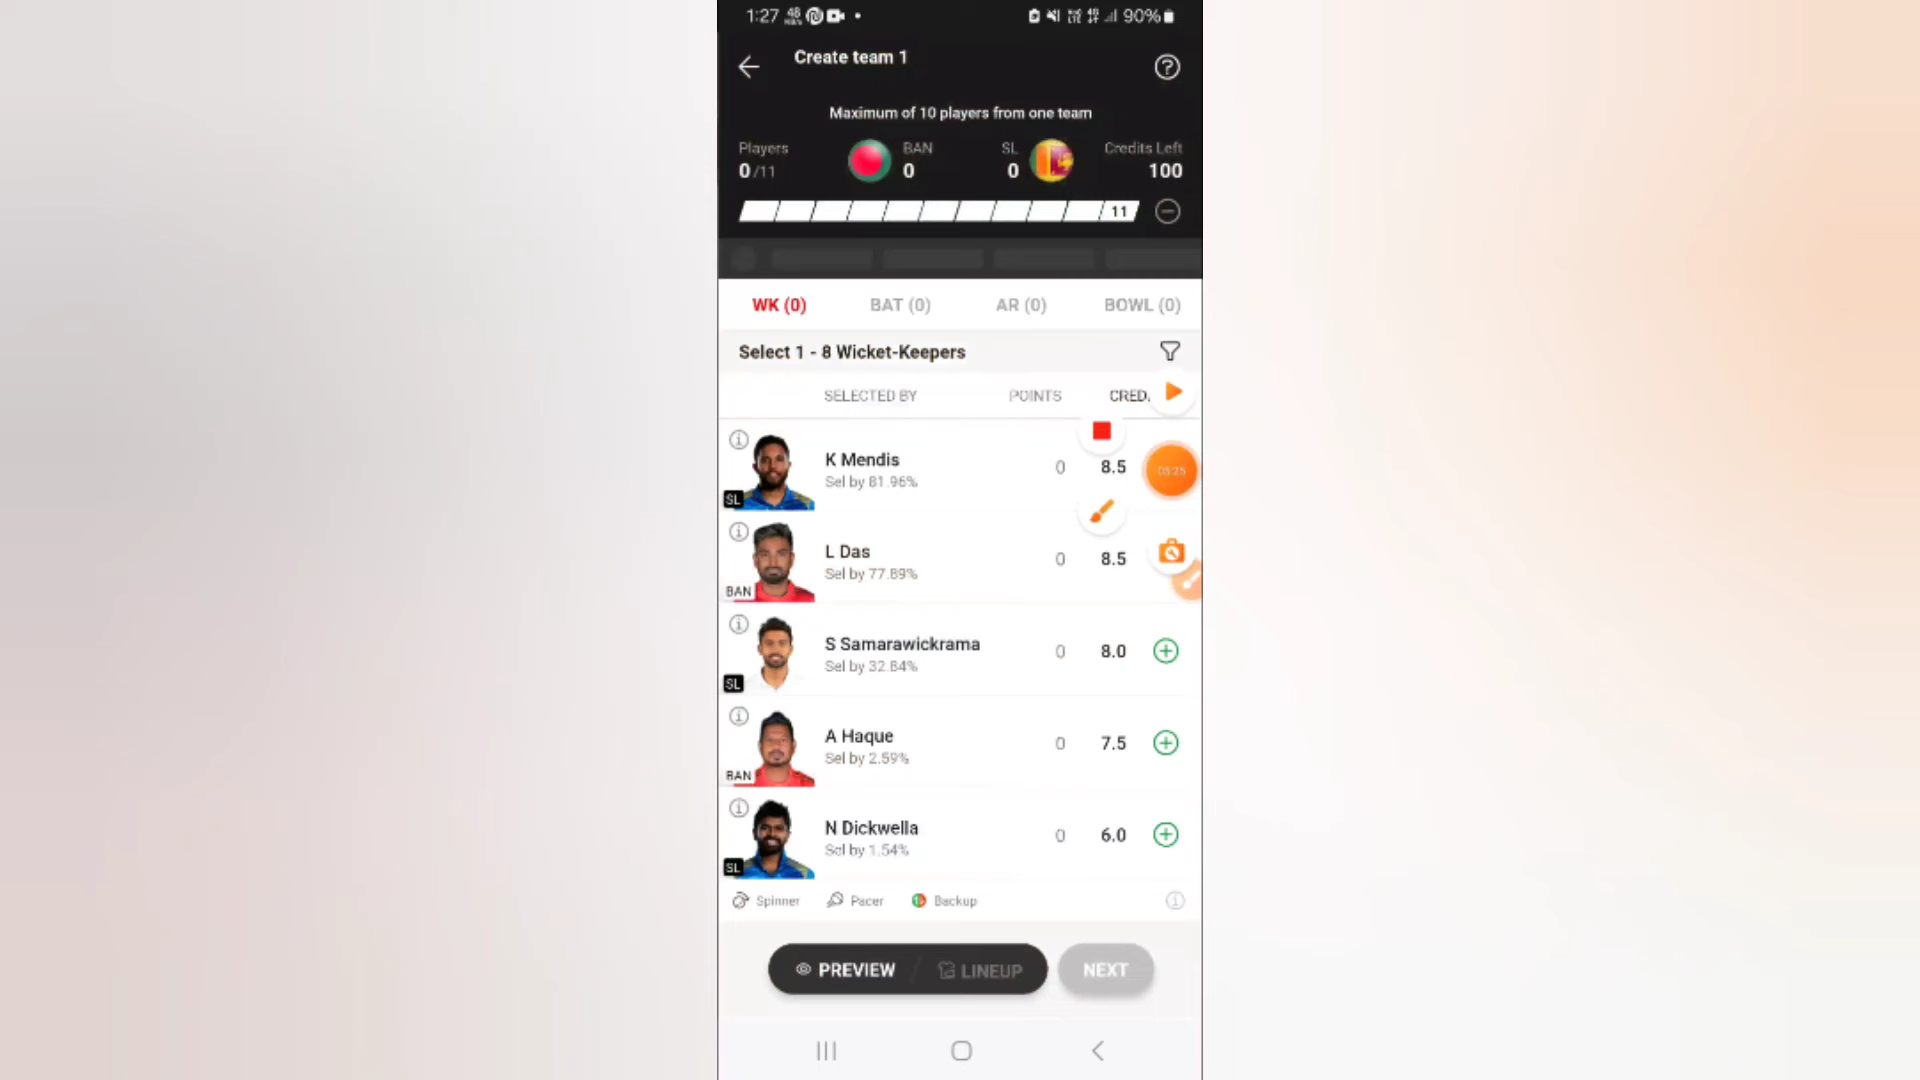 1:27 90%
Create team 1
Maximum of 10 players from one team
Players BAN SL Credits Left
0/11 0 0 100
11
WK (0) BAT (0) AR (0) BOWL (0)
Select 1 - 8 Wicket-Keepers
SELECTED BY POINTS CRED
K Mendis 0 8.5
Sel by 81.96%
SL
L Das 0 8.5
Sel by 77.89%
BAN
S Samarawickrama 0 8.0
Sel by 32.84%
SL
A Haque 0 7.5
Sel by 2.59%
BAN
N Dickwella 0 6.0
Sel by 1.54%
SL
Spinner Pacer Backup
PREVIEW LINEUP NEXT